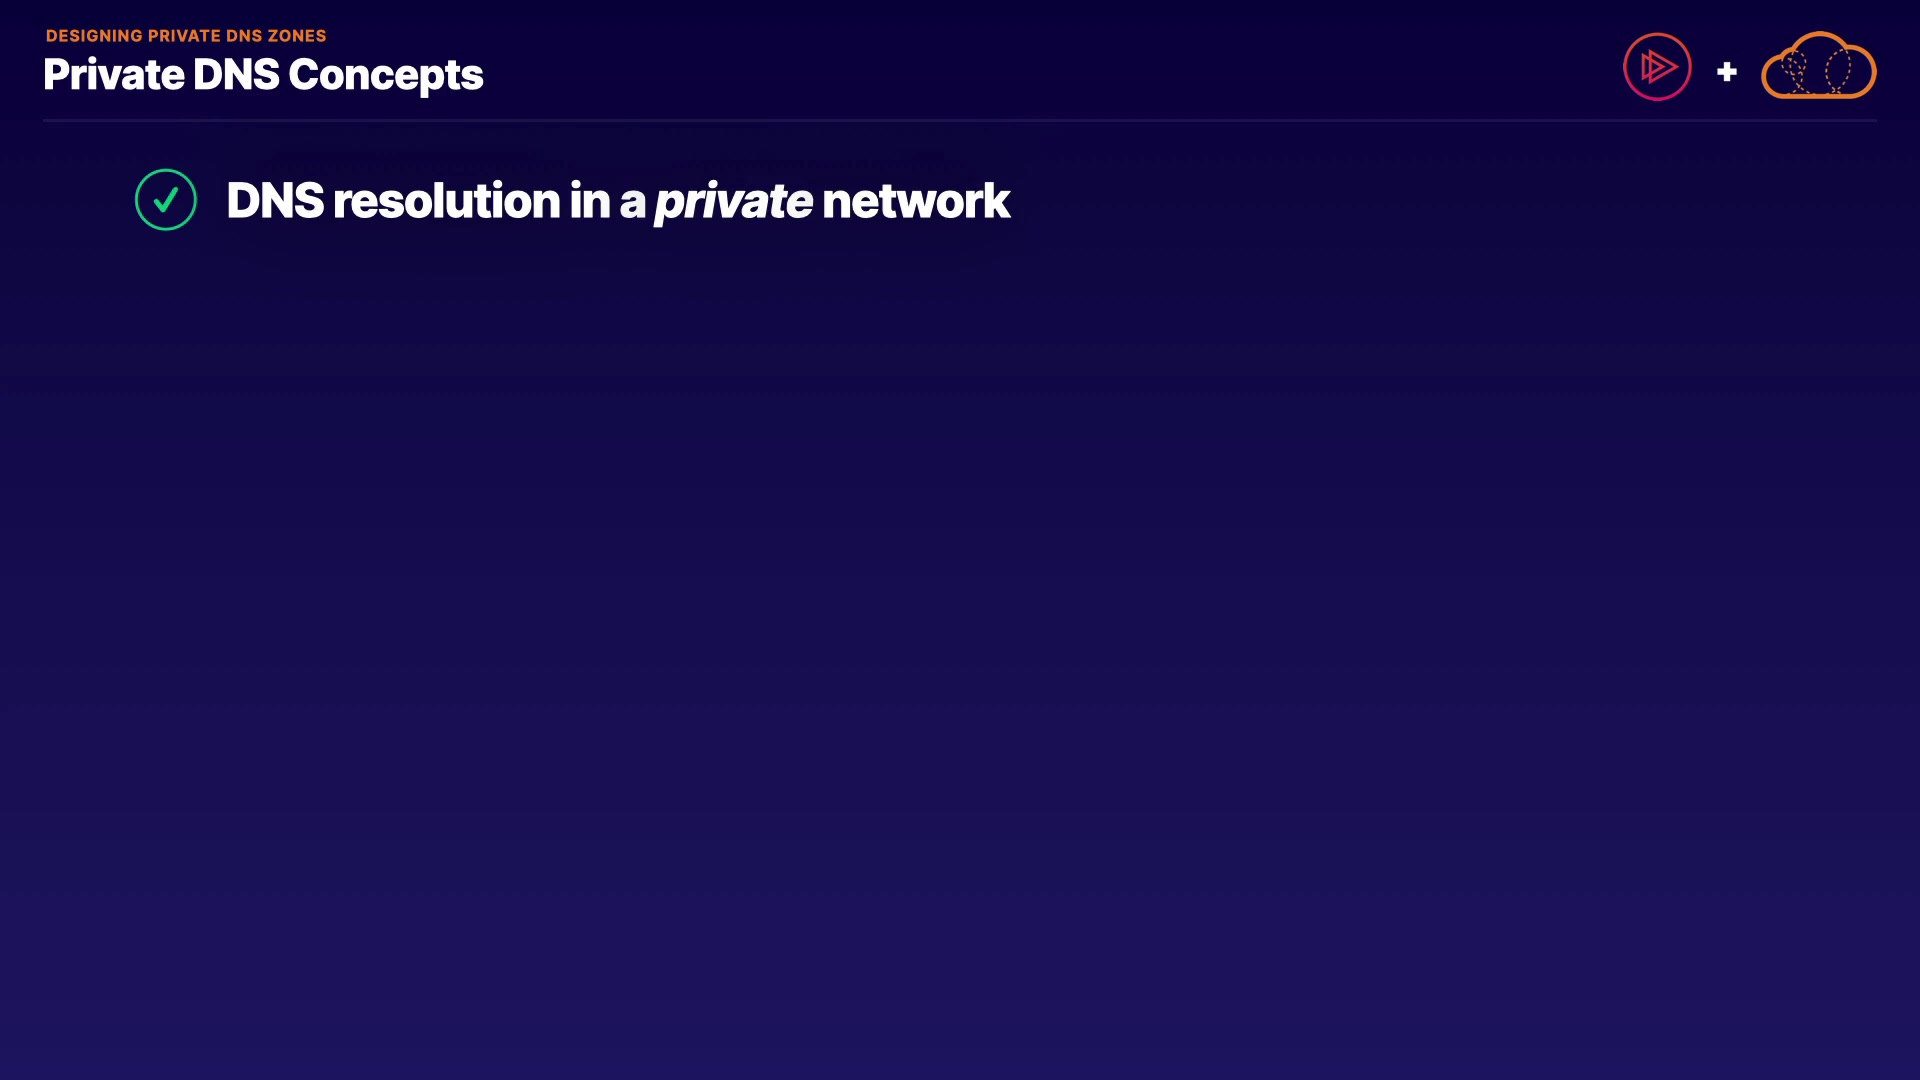 DESIGNING PRIVATE DNS ZONES
Private DNS Concepts
DNS resolution in a private network